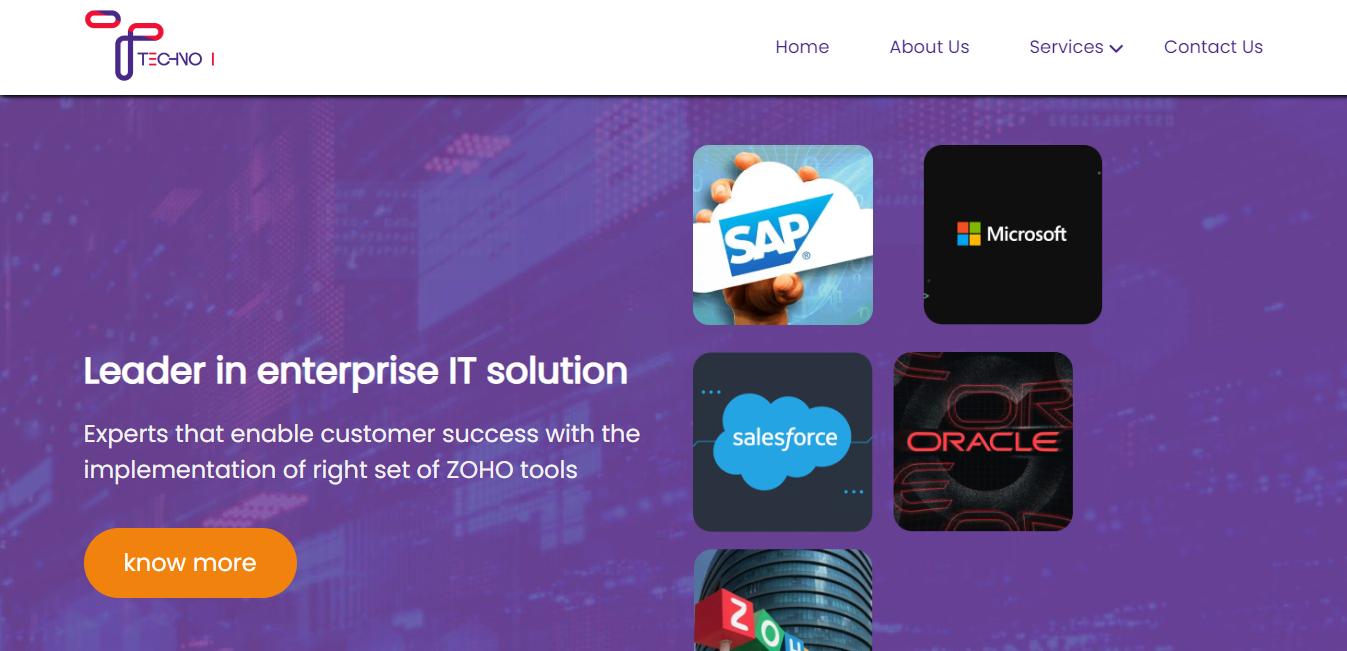 TECHNO I
Home
About Us
Services
Contact Us
SAP
®
Microsoft
Leader in enterprise IT solution
Experts that enable customer success with the
implementation of right set of ZOHO tools
know more
salesforce
ORACLE
ZOH